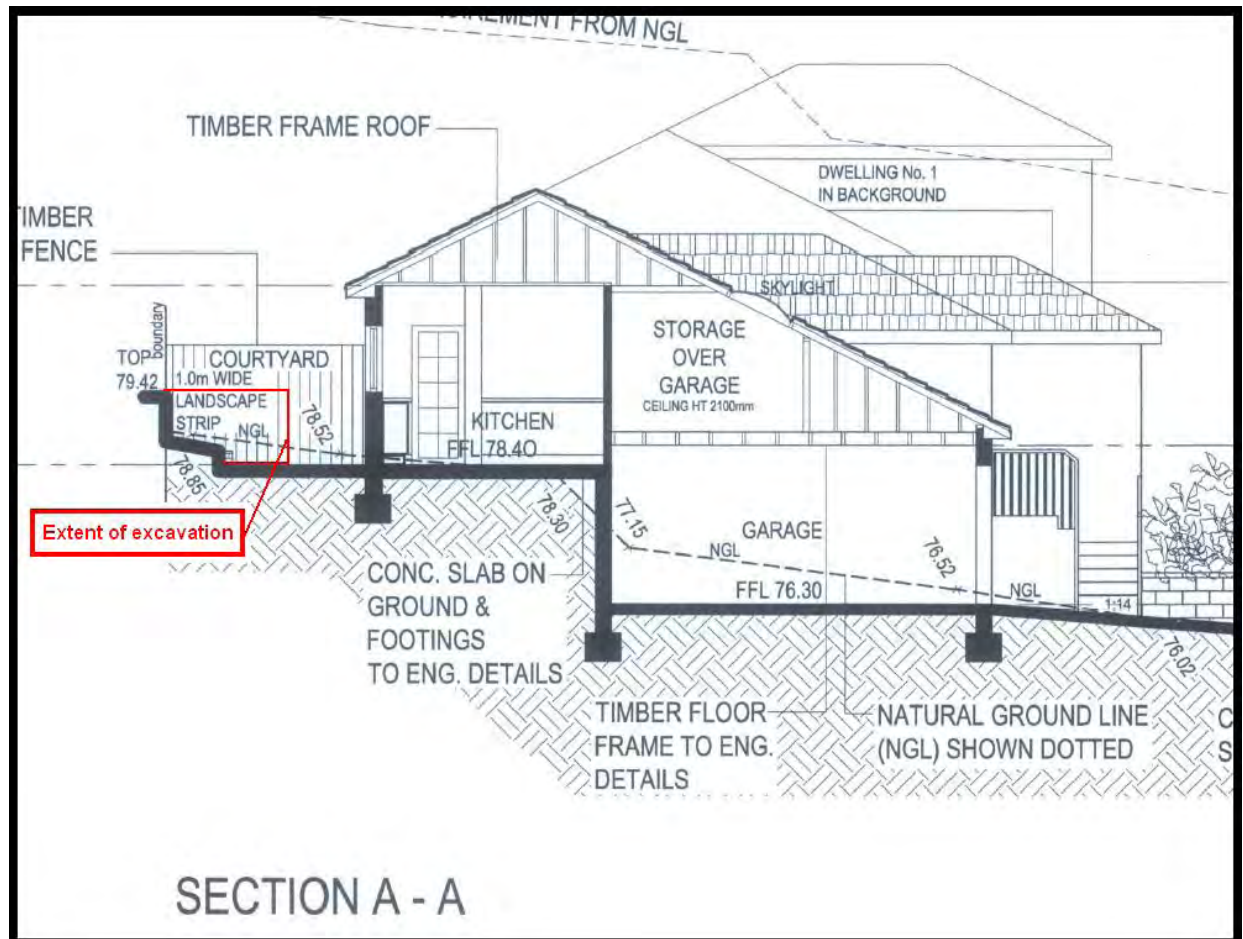 FROM NGL
TIMBER FRAME ROOF
DWELLING No. 1
IN BACKGROUND
TIMBER
FENCE
SKYLIGHT
boundary
TOP
79.42
COURTYARD
1.0m WIDE
LANDSCAPE
STRIP
NGL
78.52
78.85
STORAGE
OVER
GARAGE
CEILING HT 2100mm
KITCHEN
FFL 78.40
Extent of excavation
78.30
77.15
GARAGE
NGL
76.52
FFL 76.30
NGL
1:14
76.02
CONC. SLAB ON
GROUND &
FOOTINGS
TO ENG. DETAILS
TIMBER FLOOR
FRAME TO ENG.
DETAILS
NATURAL GROUND LINE
(NGL) SHOWN DOTTED
C
S
SECTION A - A